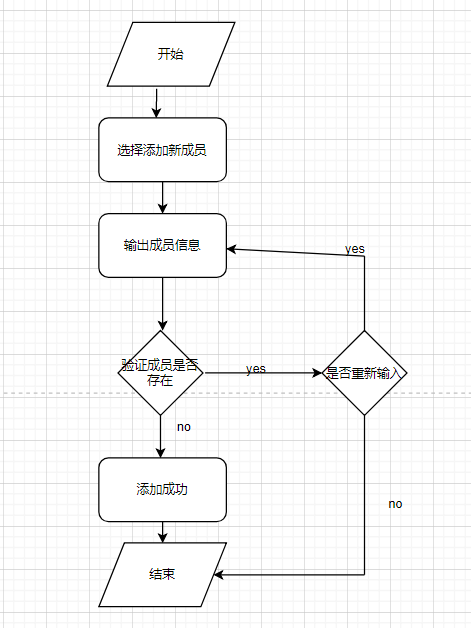 开始
选择添加新成员
输出成员信息
yes
验证成员是否
存在
yes
是否重新输入
no
添加成功
no
结束